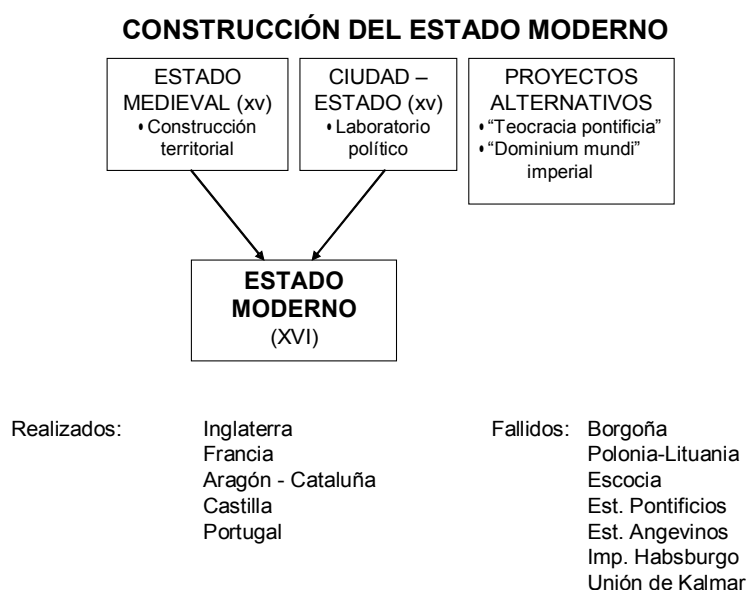 CONSTRUCCIÓN DEL ESTADO MODERNO
ESTADO
MEDIEVAL (xv)
• Construcción
territorial
CIUDAD –
ESTADO (xv)
• Laboratorio
político
PROYECTOS
ALTERNATIVOS
• “Teocracia pontificia”
• “Dominium mundi”
imperial
ESTADO
MODERNO
(XVI)
Realizados:
Inglaterra
Francia
Aragón - Cataluña
Castilla
Portugal
Fallidos:
Borgoña
Polonia-Lituania
Escocia
Est. Pontificios
Est. Angevinos
Imp. Habsburgo
Unión de Kalmar